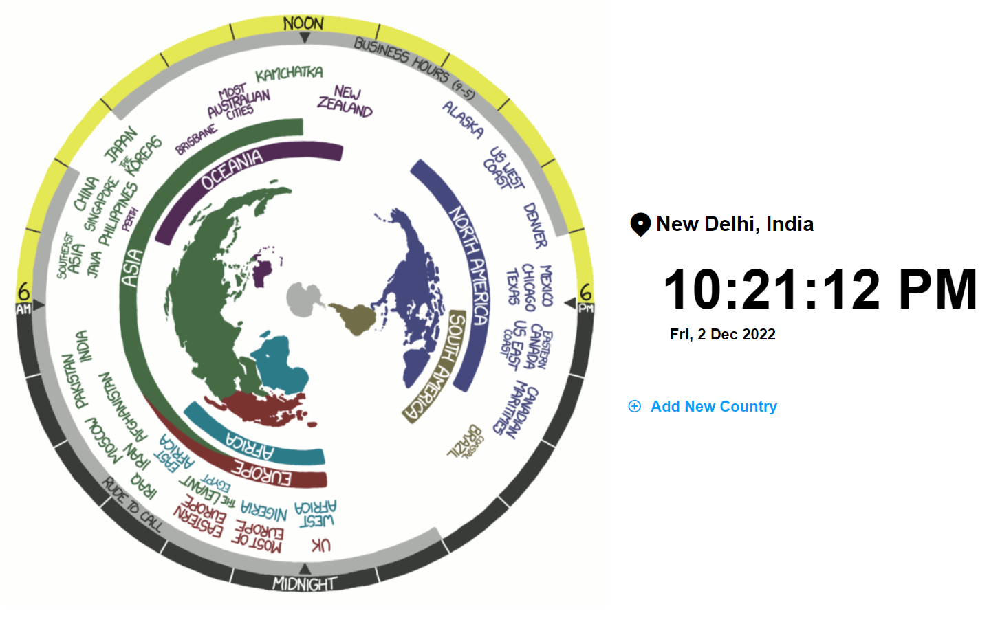 NOON
BUSINESS HOURS (9-5)
KAMCHATKA
MOST
AUSTRALIAN
CITIES
NEW
ZEALAND
BRISBANE
ALASKA
JAPAN
THE
KOREAS
US WEST
COAST
OCEANIA
CHINA
SINGAPORE
PHILIPPINES
PERTH
DENVER
NORTH AMERICA
SOUTHEAST
ASIA
JAVA
ASIA
MEXICO
CHICAGO
TEXAS
6
AM
6
PM
INDIA
PAKISTAN
AFGHANISTAN
MOSCOW
IRAN
IRAQ
EASTERN
CANADA
US EAST
COAST
SOUTH AMERICA
CANADIAN
MARITIMES
COASTAL
BRAZIL
EAST
AFRICA
AFRICA
EUROPE
EGYPT
THE LEVANT
EASTERN
EUROPE
NIGERIA
MOST OF
EUROPE
WEST
AFRICA
UK
RUDE TO CALL
MIDNIGHT
New Delhi, India
10:21:12 PM
Fri, 2 Dec 2022
Add New Country